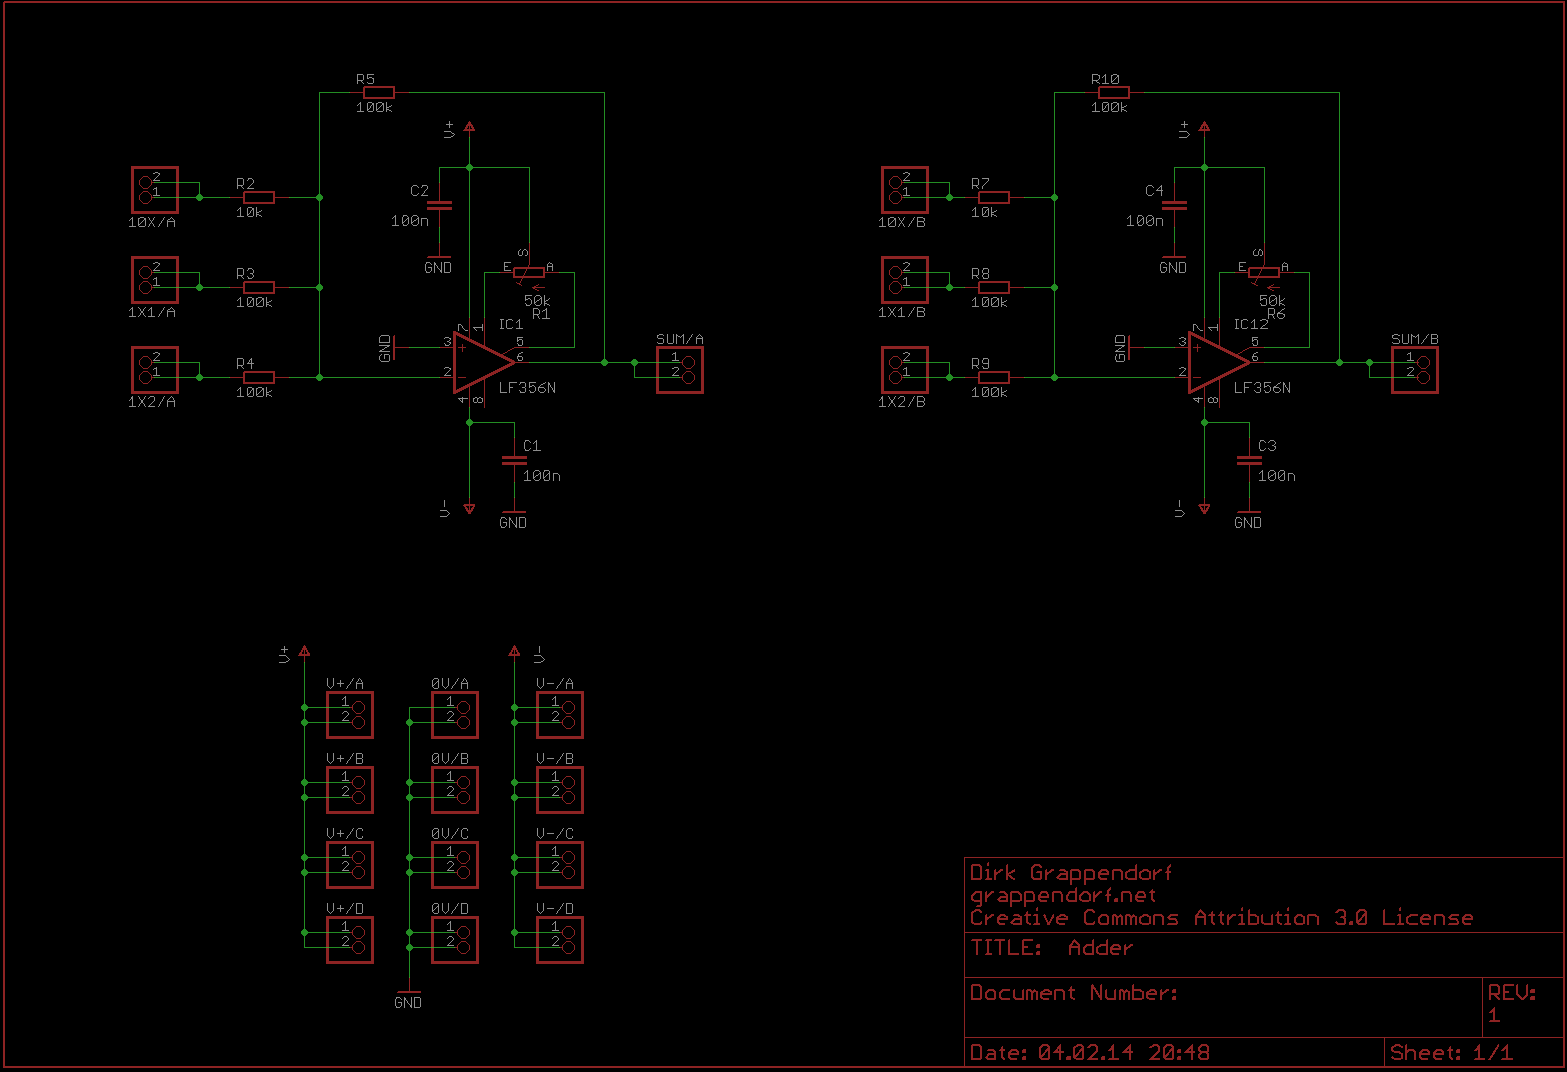 R5
100k
V+
10X/A
2
1
R2
10k
C2
100n
GND
1X1/A
2
1
R3
100k
S
E
A
50k
R1
GND
3
2
7
1
IC1
5
6
LF356N
4
8
1X2/A
2
1
R4
100k
SUM/A
1
2
C1
100n
V-
GND
R10
100k
V+
10X/B
2
1
R7
10k
C4
100n
GND
1X1/B
2
1
R8
100k
S
E
A
50k
R6
GND
3
2
7
1
IC12
5
6
LF356N
4
8
1X2/B
2
1
R9
100k
SUM/B
1
2
C3
100n
V-
GND
V+
V+/A
1
2
V+/B
1
2
V+/C
1
2
V+/D
1
2
0V/A
1
2
0V/B
1
2
0V/C
1
2
0V/D
1
2
GND
V-
V-/A
1
2
V-/B
1
2
V-/C
1
2
V-/D
1
2
Dirk Grappendorf
grappendorf.net
Creative Commons Attribution 3.0 License
TITLE: Adder
Document Number:
REV:
1
Date: 04.02.14 20:48
Sheet: 1/1